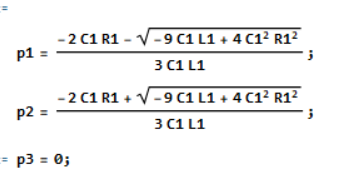 =
p1 = (-2 C1 R1 - √(-9 C1 L1 + 4 C1² R1²)) / (3 C1 L1) ;
p2 = (-2 C1 R1 + √(-9 C1 L1 + 4 C1² R1²)) / (3 C1 L1) ;
= p3 = 0;